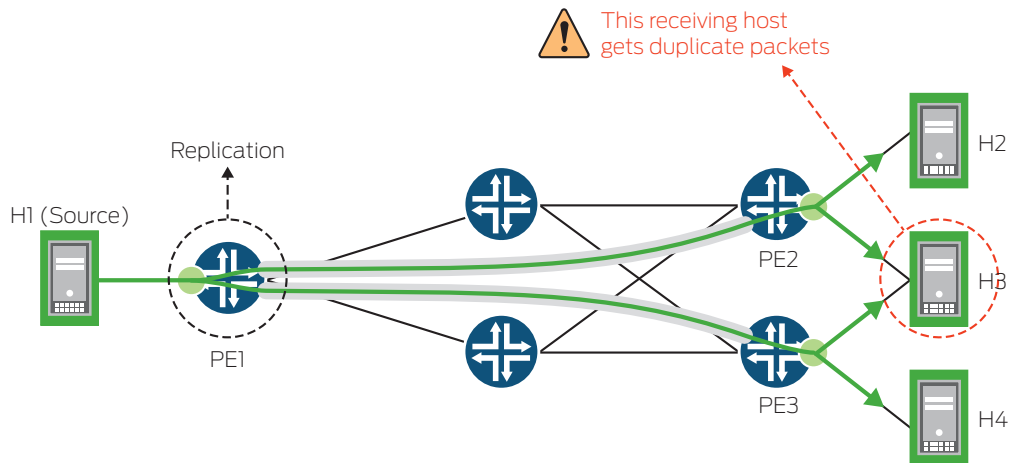 This receiving host
gets duplicate packets
Replication
H1 (Source)
PE1
PE2
PE3
H2
H3
H4